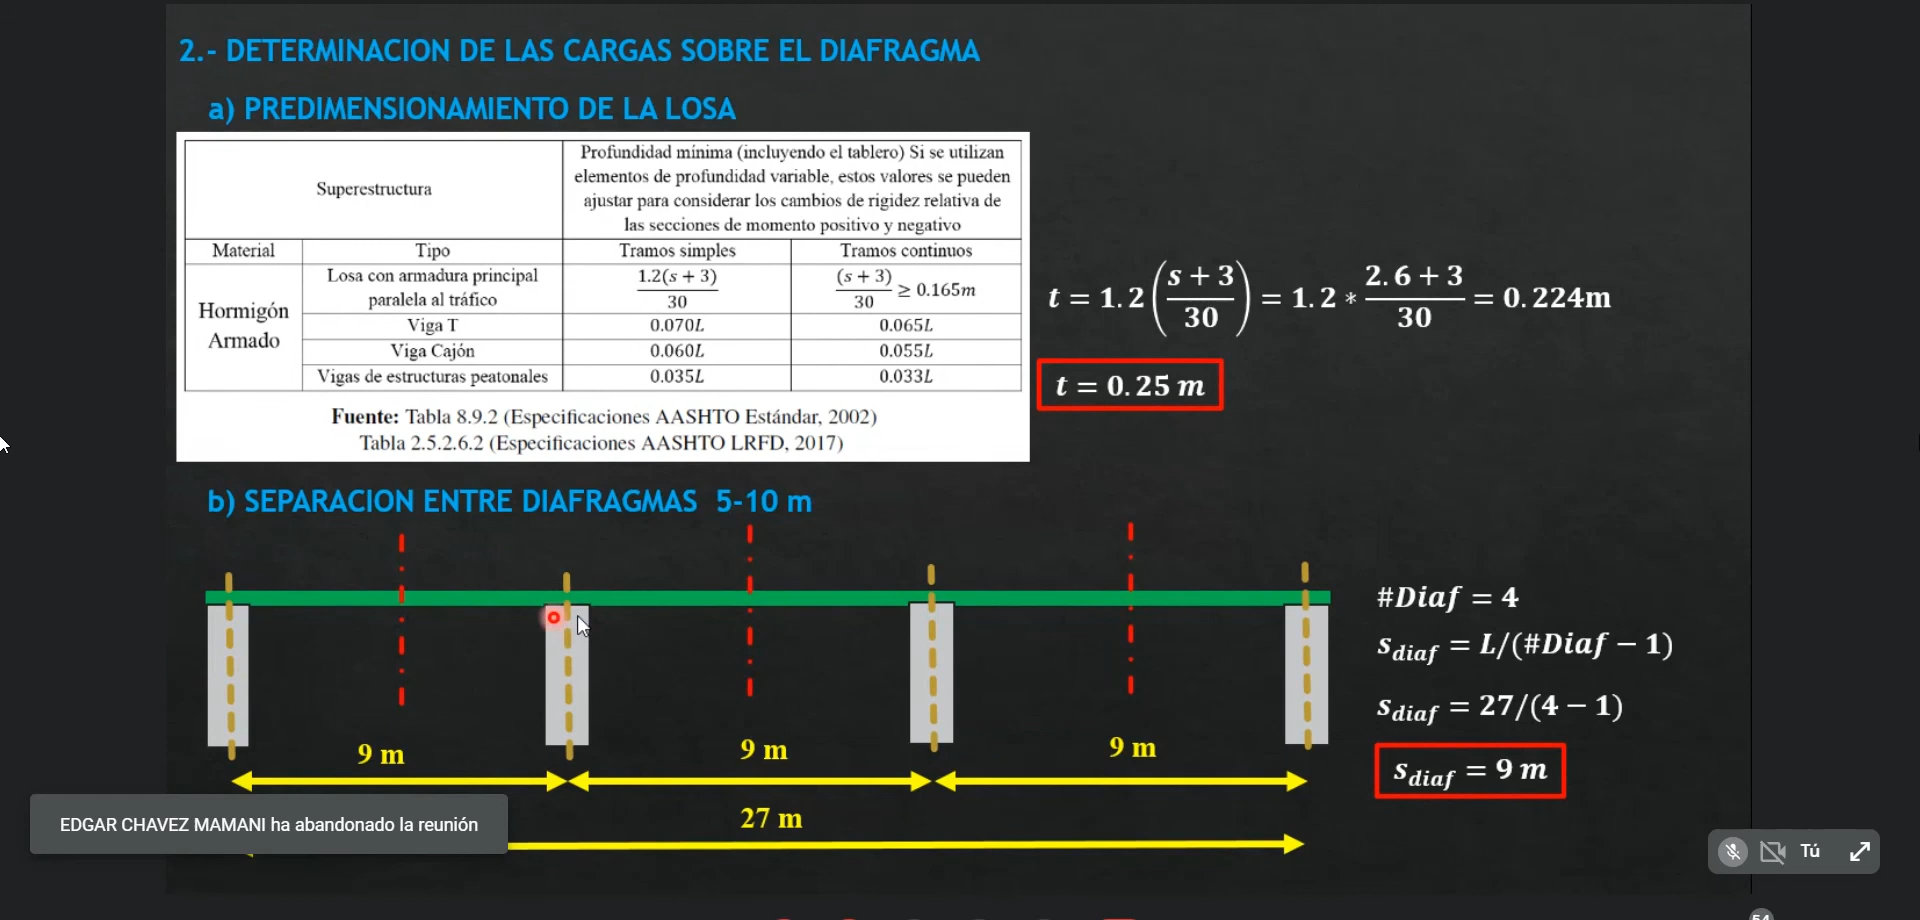 2.- DETERMINACION DE LAS CARGAS SOBRE EL DIAFRAGMA
a) PREDIMENSIONAMIENTO DE LA LOSA
Superestructura
Profundidad mínima (incluyendo el tablero) Si se utilizan
elementos de profundidad variable, estos valores se pueden
ajustar para considerar los cambios de rigidez relativa de
las secciones de momento positivo y negativo
Material Tipo Tramos simples Tramos continuos
Hormigón
Armado
Losa con armadura principal
paralela al tráfico
1.2(s + 3)/30
(s + 3)/30 ≥ 0.165m
Viga T 0.070L 0.065L
Viga Cajón 0.060L 0.055L
Vigas de estructuras peatonales 0.035L 0.033L
Fuente: Tabla 8.9.2 (Especificaciones AASHTO Estándar, 2002)
Tabla 2.5.2.6.2 (Especificaciones AASHTO LRFD, 2017)
t = 1.2 ((s + 3)/30) = 1.2 * (2.6 + 3)/30 = 0.224m
t = 0.25 m
b) SEPARACION ENTRE DIAFRAGMAS 5-10 m
9 m 9 m 9 m
27 m
#Diaf = 4
s_diaf = L/(#Diaf − 1)
s_diaf = 27/(4 − 1)
s_diaf = 9 m
EDGAR CHAVEZ MAMANI ha abandonado la reunión
Tú